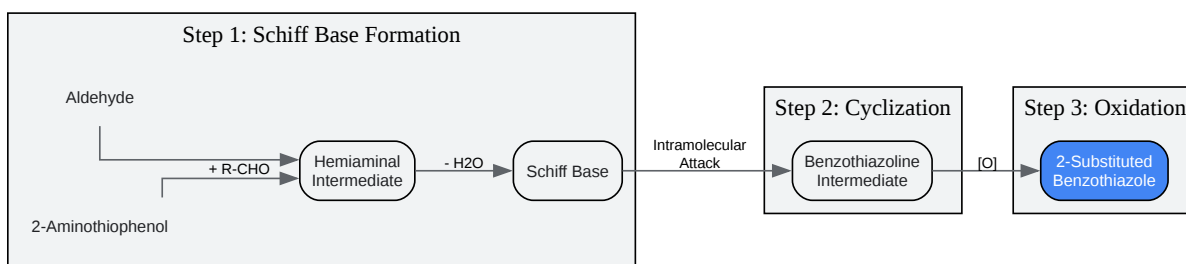 Step 1: Schiff Base Formation
Aldehyde
+ R-CHO
2-Aminothiophenol
Hemiaminal
Intermediate
- H2O
Schiff Base
Intramolecular
Attack
Step 2: Cyclization
Benzothiazoline
Intermediate
[O]
Step 3: Oxidation
2-Substituted
Benzothiazole